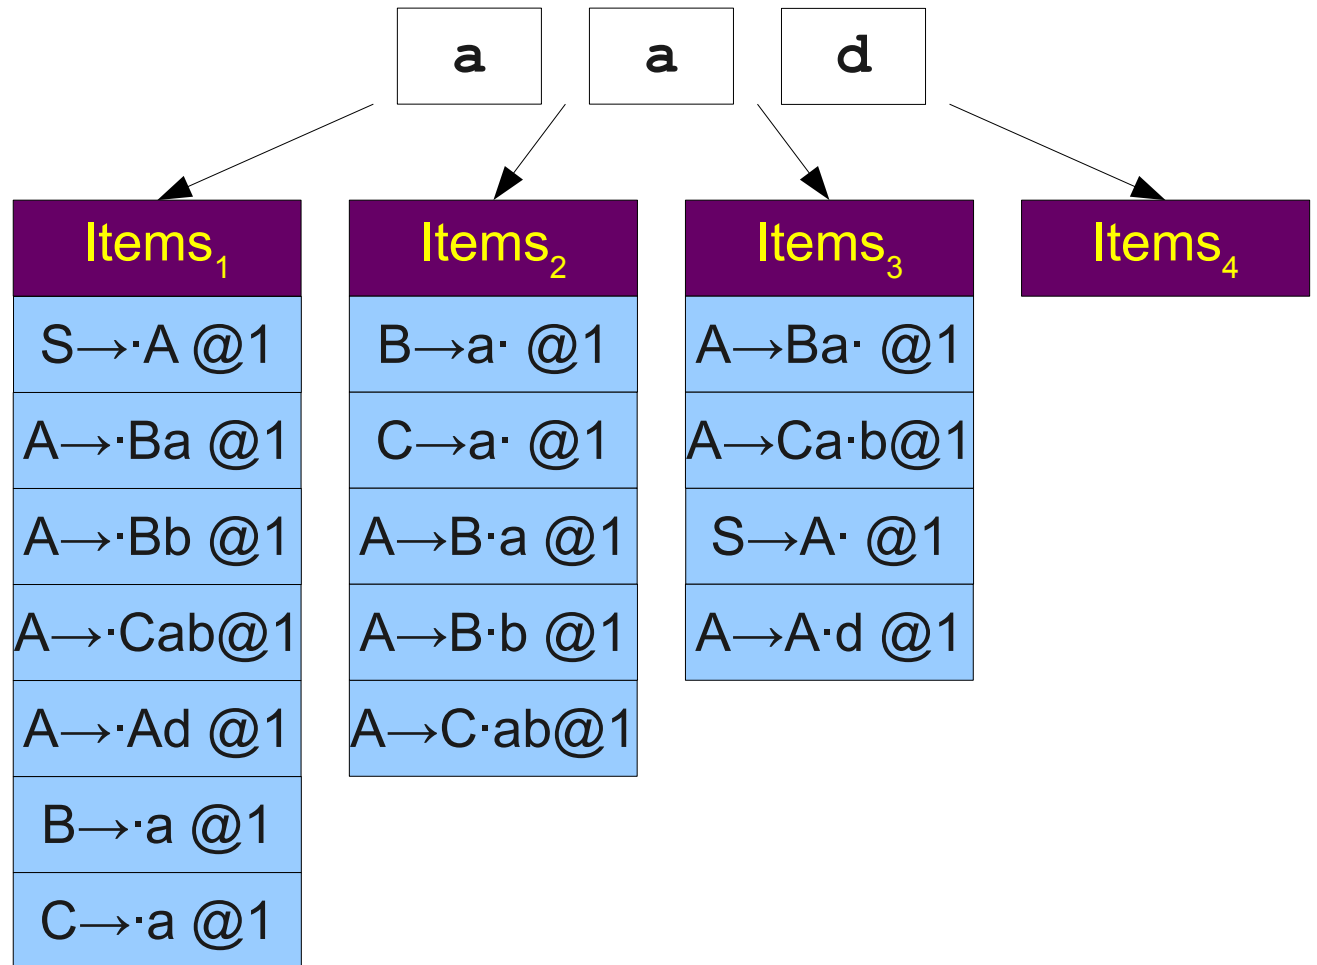 a a d
Items1
S→·A @1
A→·Ba @1
A→·Bb @1
A→·Cab@1
A→·Ad @1
B→·a @1
C→·a @1
Items2
B→a· @1
C→a· @1
A→B·a @1
A→B·b @1
A→C·ab@1
Items3
A→Ba· @1
A→Ca·b@1
S→A· @1
A→A·d @1
Items4